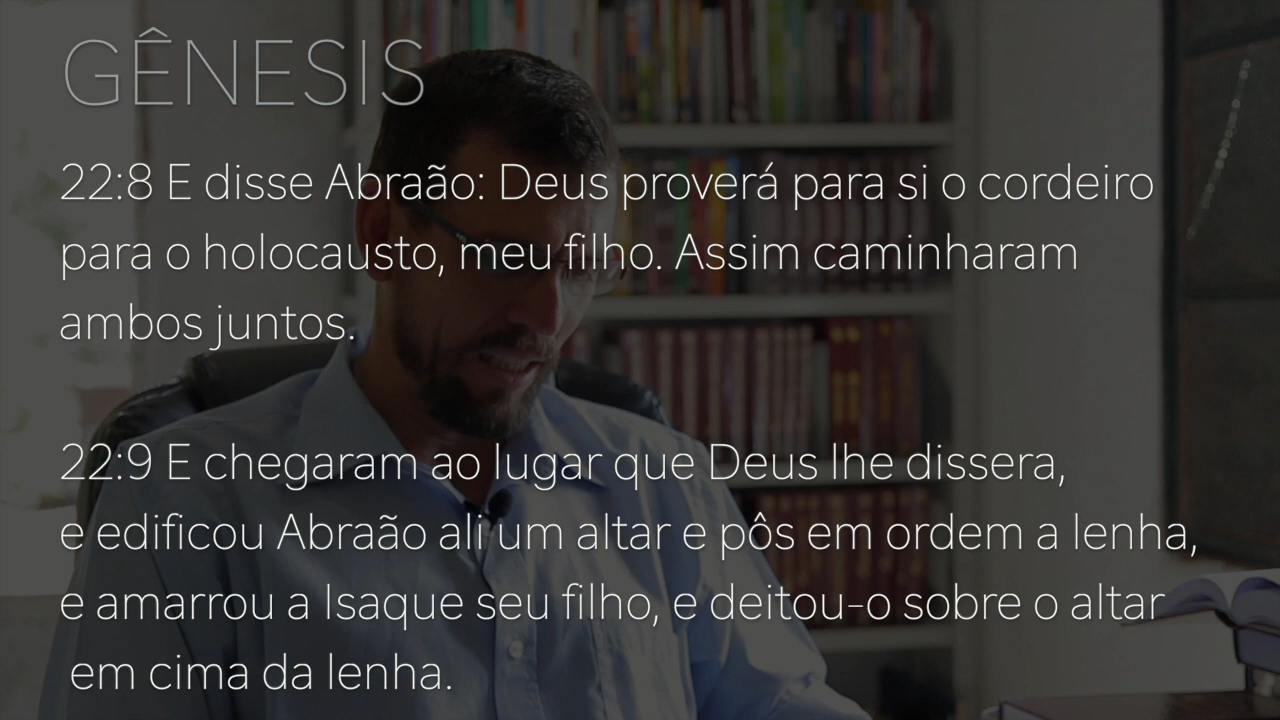 GÊNESIS
22:8 E disse Abraão: Deus proverá para si o cordeiro
para o holocausto, meu filho. Assim caminharam
ambos juntos.
22:9 E chegaram ao lugar que Deus lhe dissera,
e edificou Abraão ali um altar e pôs em ordem a lenha,
e amarrou a Isaque seu filho, e deitou-o sobre o altar
em cima da lenha.